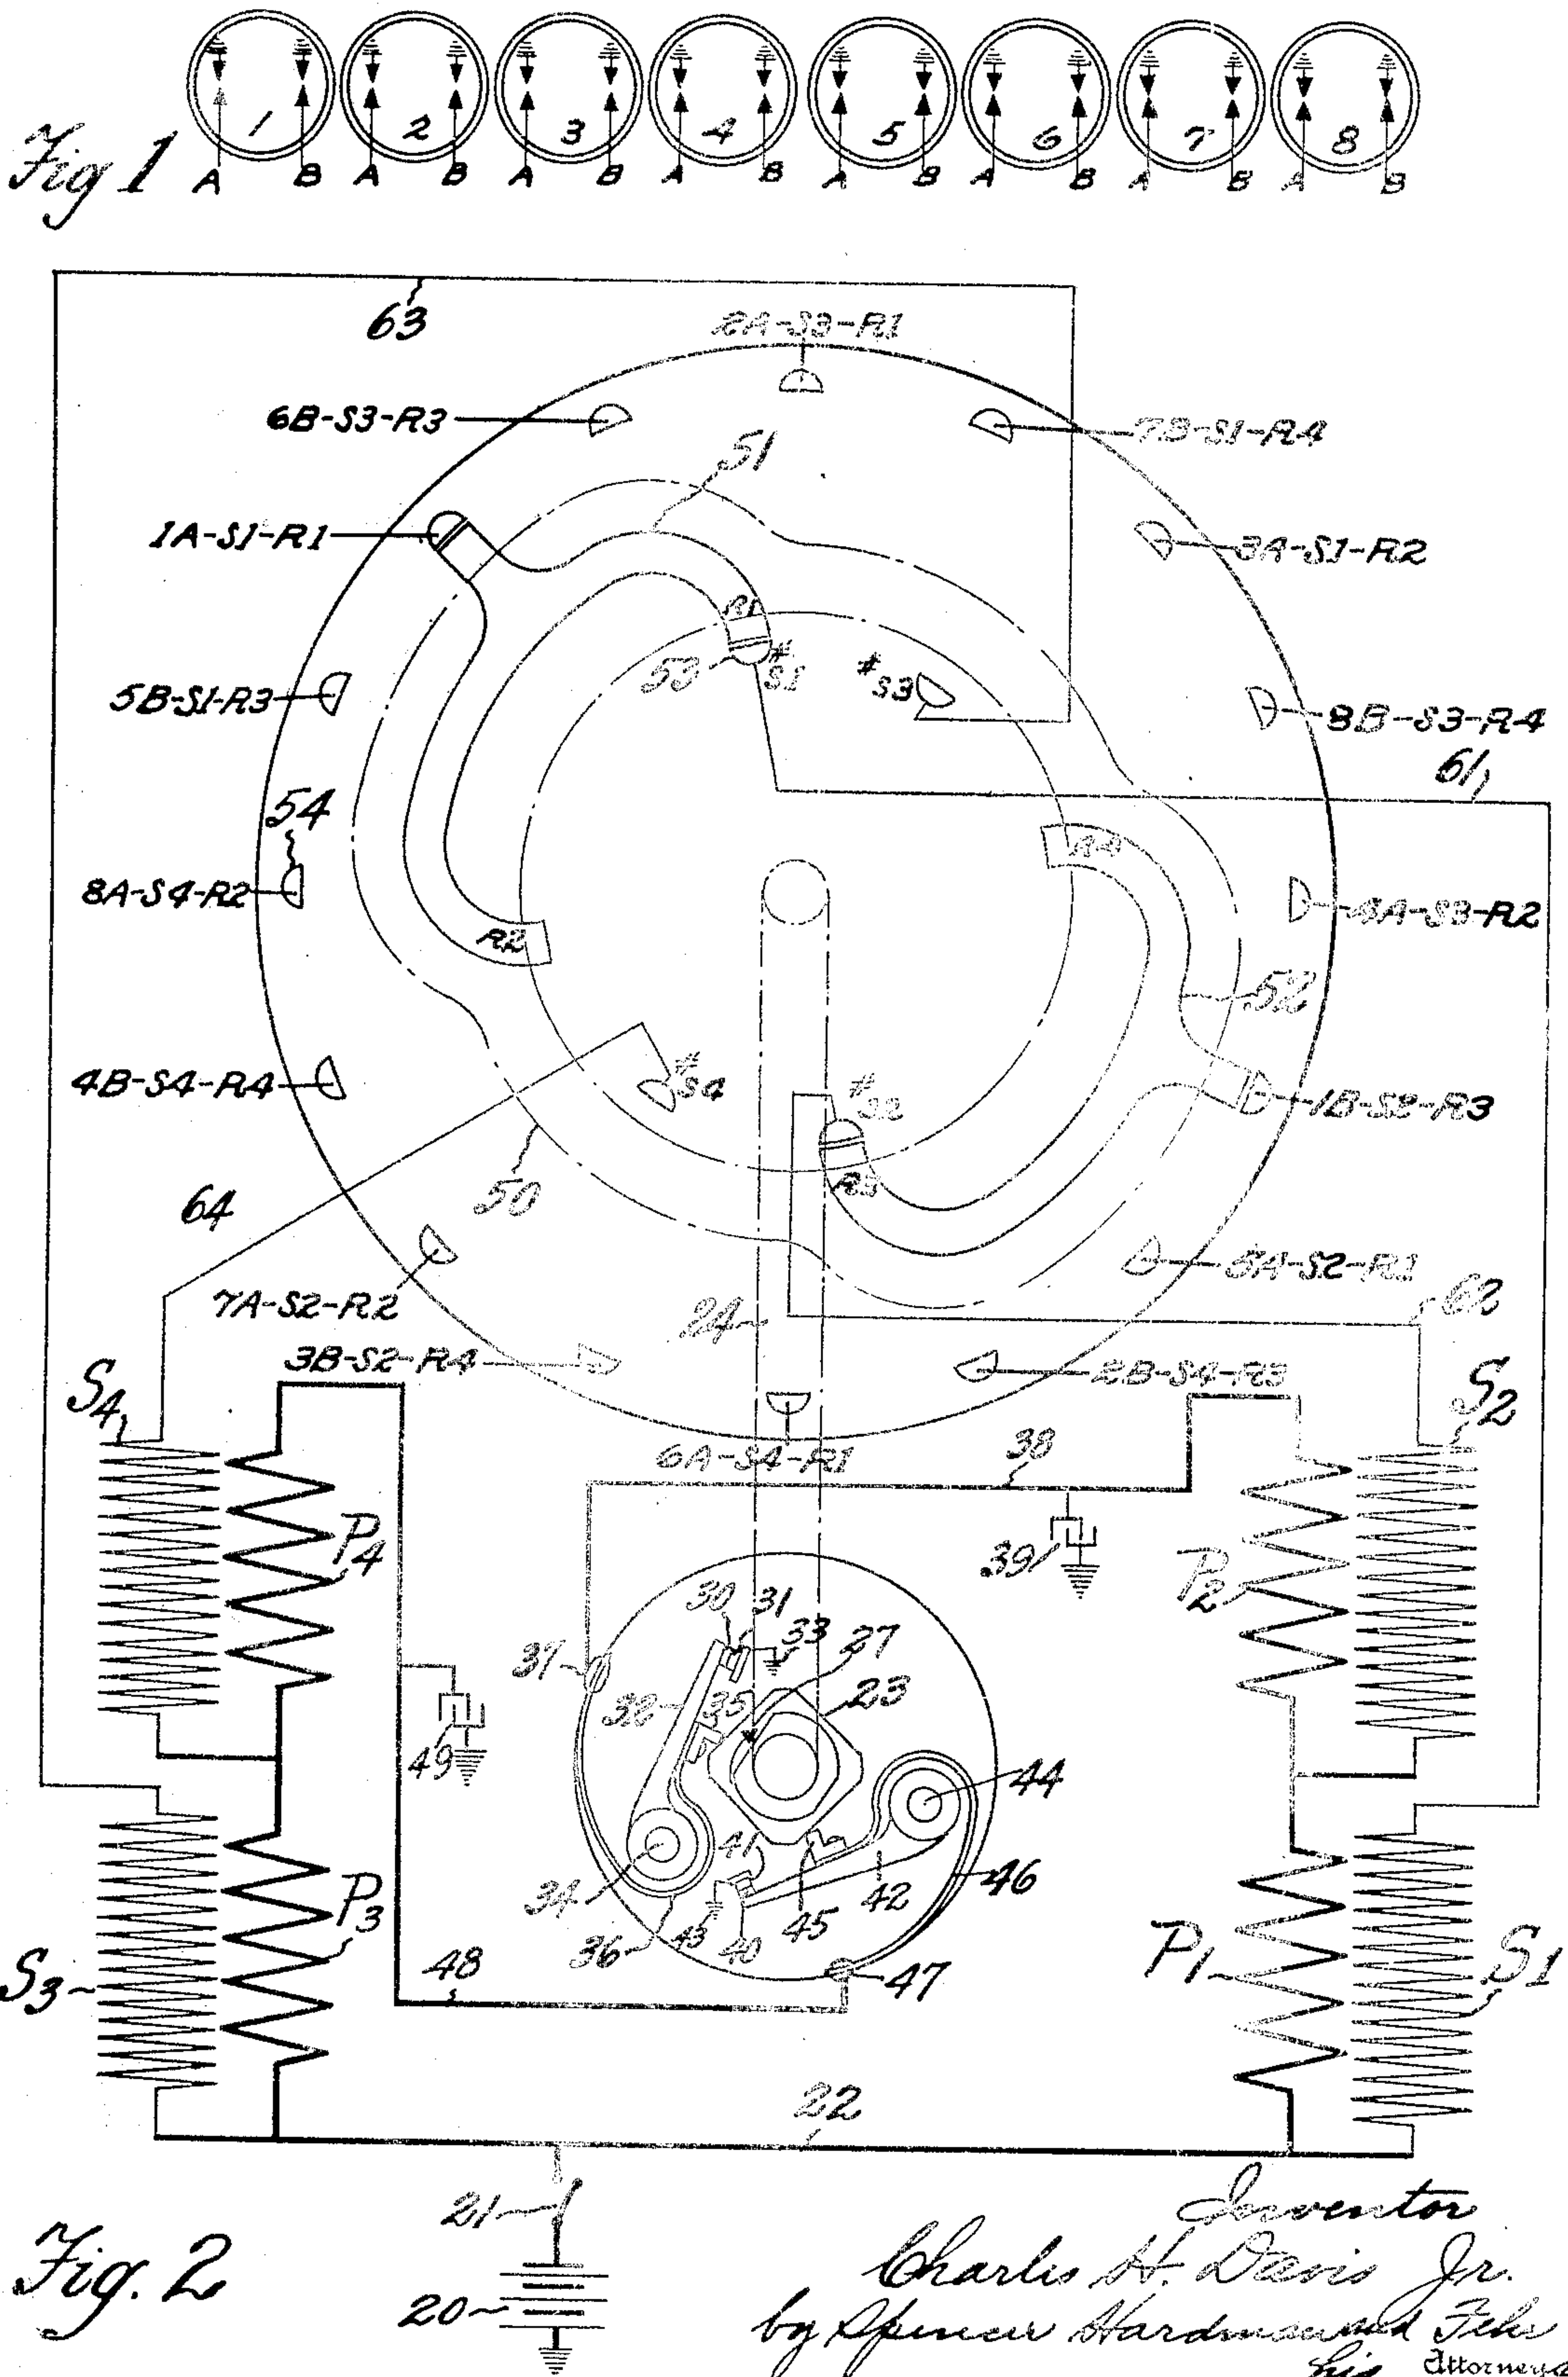 Fig 1
1 2 3 4 5 6 7 8
A B A B A B A B A B A B A B A B
63
2A-S3-R1
6B-S3-R3
7B-S1-R4
51
1A-S1-R1
3A-S1-R2
R1
53
#S1
#S3
5B-S1-R3
8B-S3-R4
61
54
R4
8A-S4-R2
4A-S3-R2
R2
52
#S4
#S2
4B-S4-R4
1B-S2-R3
R3
50
64
5A-S2-R1
7A-S2-R2
24
62
3B-S2-R4
2B-S4-R3
S4
S2
6A-S4-R1
38
P4
39
P2
30
31
33
27
37
32
35
23
49
44
41
34
36
43
40
45
42
46
P3
P1
S3
48
47
S1
22
21
Inventor
Fig. 2
Charles H. Davis Jr.
20
by Spencer Hardman and Fehr
his Attorneys